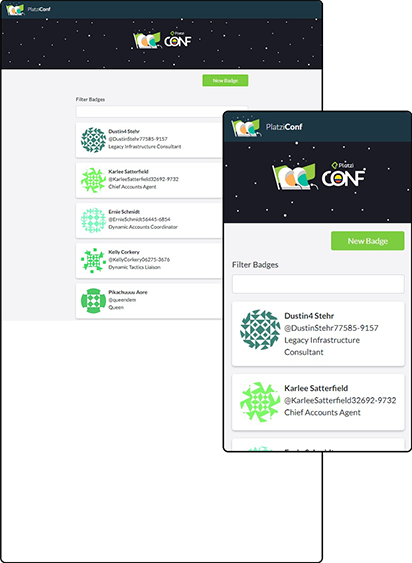 PlatziConf
Platzi
CONF
New Badge
Filter Badges
Dustin4 Stehr
@DustinStehr77585-9157
Legacy Infrastructure Consultant
Karlee Satterfield
@KarleeSatterfield32692-9732
Chief Accounts Agent
Ernie Schmidt
@ErnieSchmidt56445-6854
Dynamic Accounts Coordinator
Kelly Corkery
@KellyCorkery06275-3676
Dynamic Tactics Liaison
Pikachuuuu Aore
@queendem
Queen
PlatziConf
Platzi
CONF
New Badge
Filter Badges
Dustin4 Stehr
@DustinStehr77585-9157
Legacy Infrastructure
Consultant
Karlee Satterfield
@KarleeSatterfield32692-9732
Chief Accounts Agent